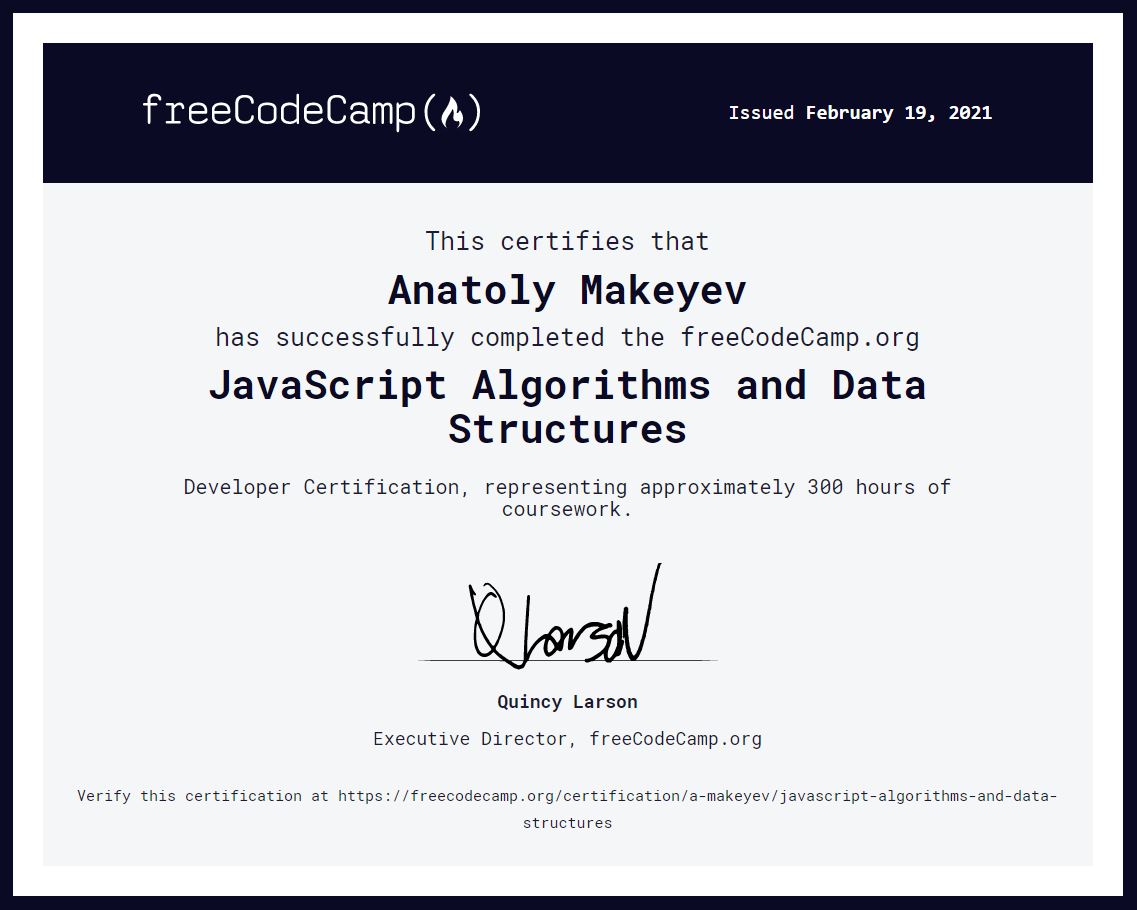 freeCodeCamp(🔥)
Issued February 19, 2021
This certifies that
Anatoly Makeyev
has successfully completed the freeCodeCamp.org
JavaScript Algorithms and Data
Structures
Developer Certification, representing approximately 300 hours of
coursework.
Q Larson
Quincy Larson
Executive Director, freeCodeCamp.org
Verify this certification at https://freecodecamp.org/certification/a-makeyev/javascript-algorithms-and-data-
structures